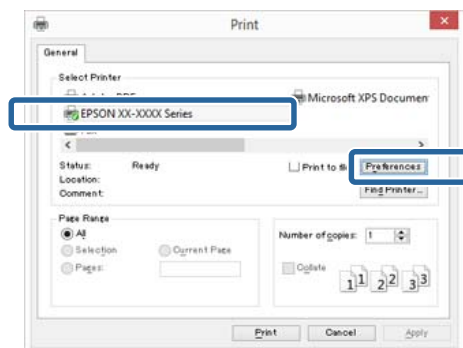 Print
General
Select Printer
Microsoft XPS Documen
EPSON XX-XXXX Series
Status: Ready
Print to
Preferences
Location:
Comment:
Find Printer...
Page Range
All
Selection
Current Page
Pages:
Number of copies: 1
Collate
1 1 2 2 3 3
Print Cancel Apply